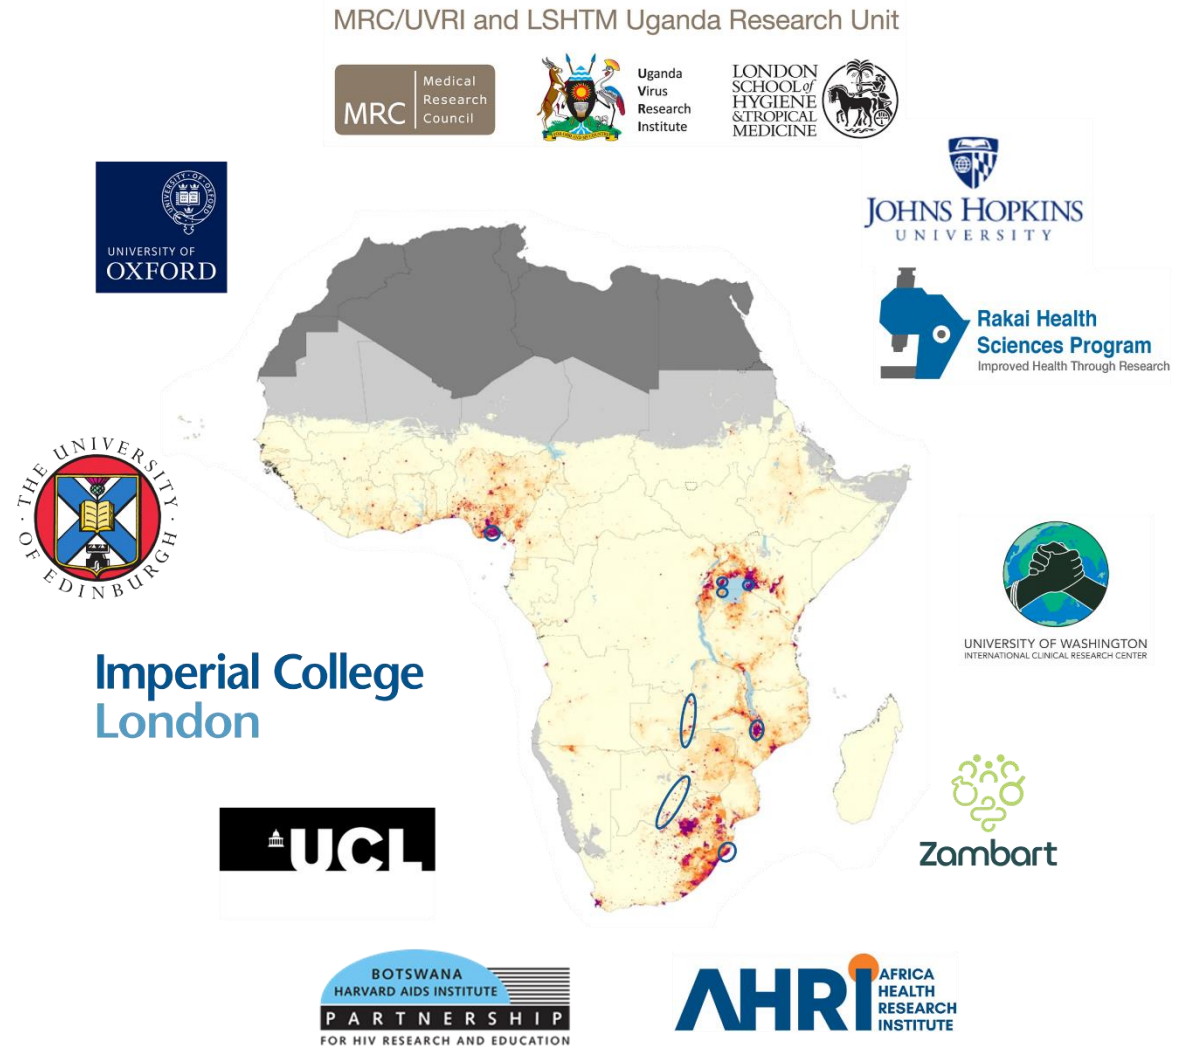 MRC/UVRI and LSHTM Uganda Research Unit
MRC
Medical
Research
Council
Uganda
Virus
Research
Institute
LONDON
SCHOOL of
HYGIENE
&TROPICAL
MEDICINE
UNIVERSITY OF
OXFORD
JOHNS HOPKINS
UNIVERSITY
Rakai Health
Sciences Program
Improved Health Through Research
THE UNIVERSITY
OF EDINBURGH
UNIVERSITY OF WASHINGTON
INTERNATIONAL CLINICAL RESEARCH CENTER
Imperial College
London
Zambart
UCL
BOTSWANA
HARVARD AIDS INSTITUTE
PARTNERSHIP
FOR HIV RESEARCH AND EDUCATION
AHRI
AFRICA
HEALTH
RESEARCH
INSTITUTE